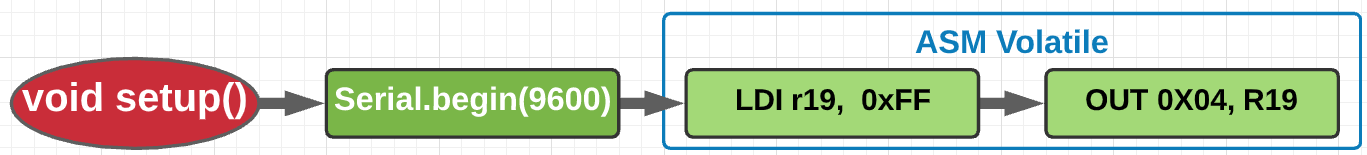 ASM Volatile
void setup()
Serial.begin(9600)
LDI r19,  0xFF
OUT 0X04, R19